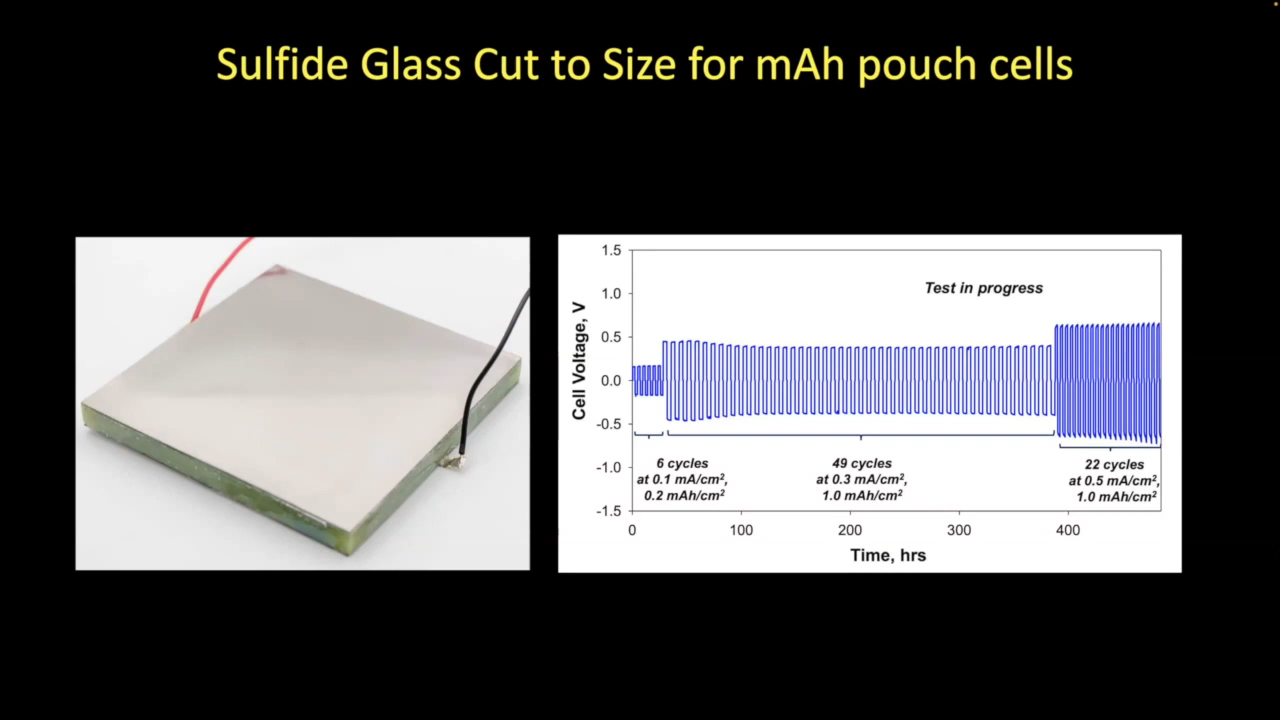 Sulfide Glass Cut to Size for mAh pouch cells
1.5
1.0
0.5
0.0
-0.5
-1.0
-1.5
Cell Voltage, V
Test in progress
6 cycles
at 0.1 mA/cm²,
0.2 mAh/cm²
49 cycles
at 0.3 mA/cm²,
1.0 mAh/cm²
22 cycles
at 0.5 mA/cm²,
1.0 mAh/cm²
0 100 200 300 400
Time, hrs